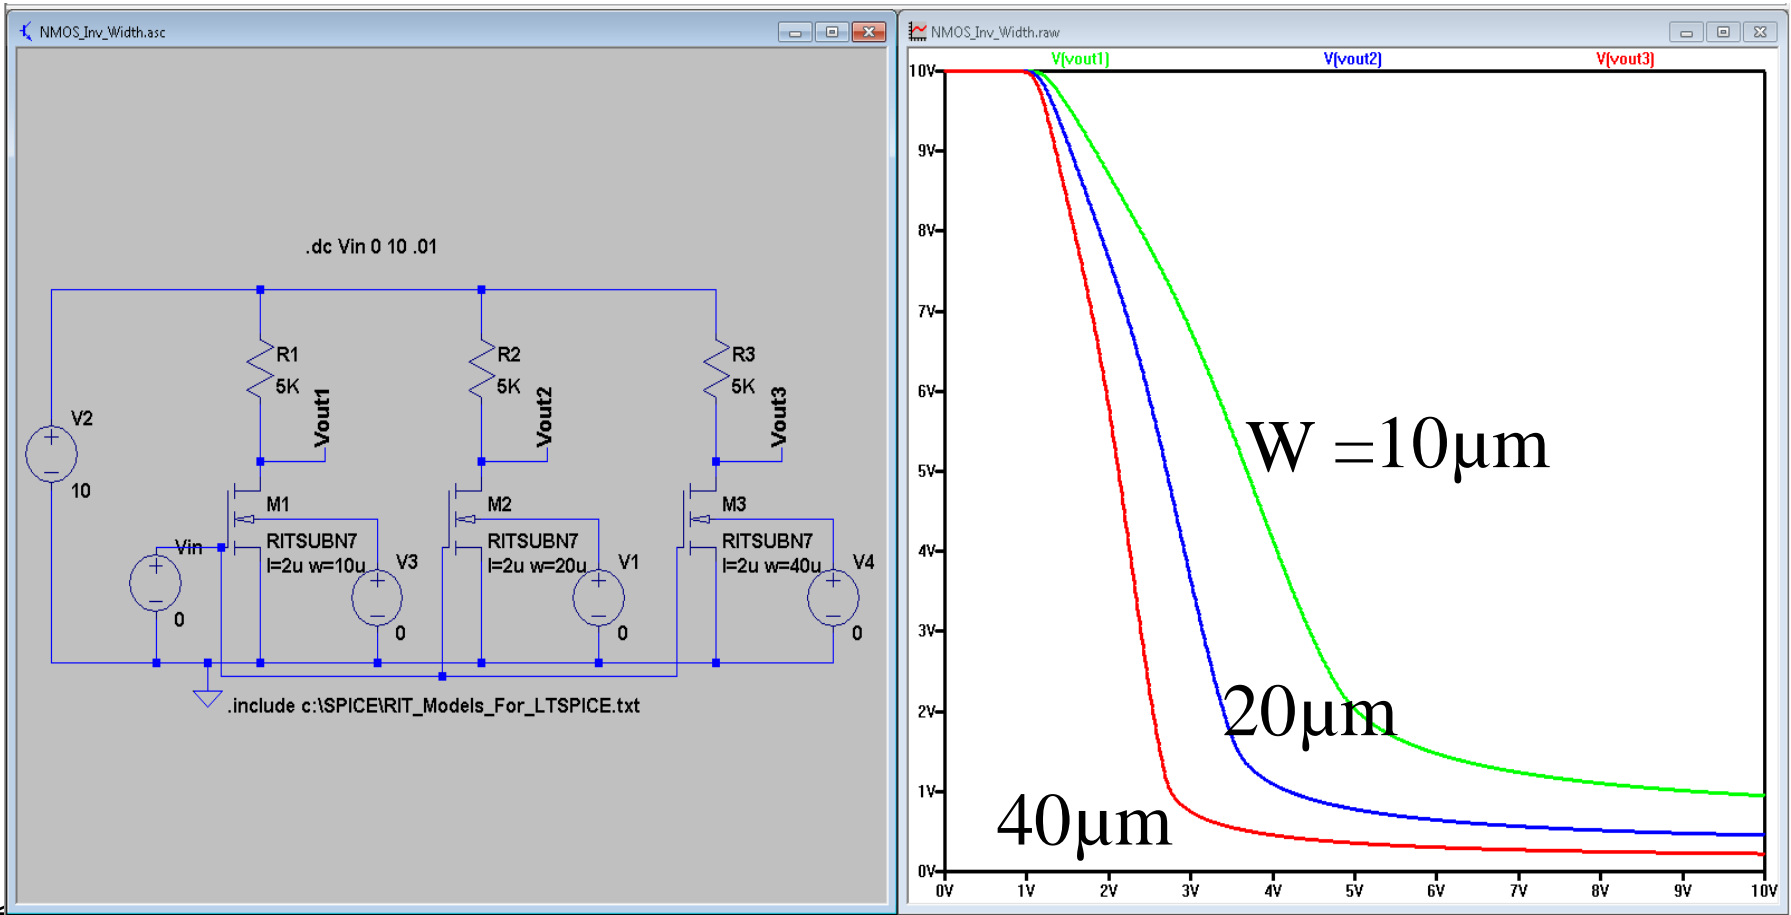 NMOS_Inv_Width.asc
.dc Vin 0 10 .01
R1
5K
R2
5K
R3
5K
Vout1
Vout2
Vout3
V2
10
M1
RITSUBN7
l=2u w=10u
M2
RITSUBN7
l=2u w=20u
M3
RITSUBN7
l=2u w=40u
Vin
0
V3
0
V1
0
V4
0
.include c:\SPICE\RIT_Models_For_LTSPICE.txt
NMOS_Inv_Width.raw
V(vout1) V(vout2) V(vout3)
10V
9V
8V
7V
6V
5V
4V
3V
2V
1V
0V
W =10μm
20μm
40μm
0V 1V 2V 3V 4V 5V 6V 7V 8V 9V 10V